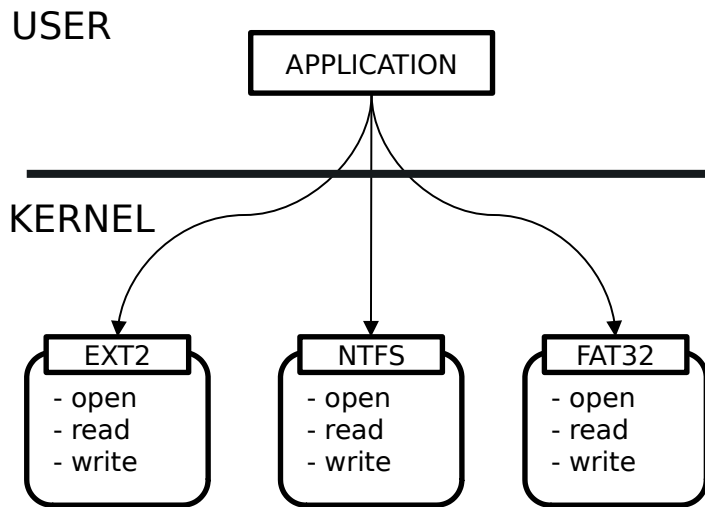 USER
APPLICATION
KERNEL
EXT2
- open
- read
- write
NTFS
- open
- read
- write
FAT32
- open
- read
- write